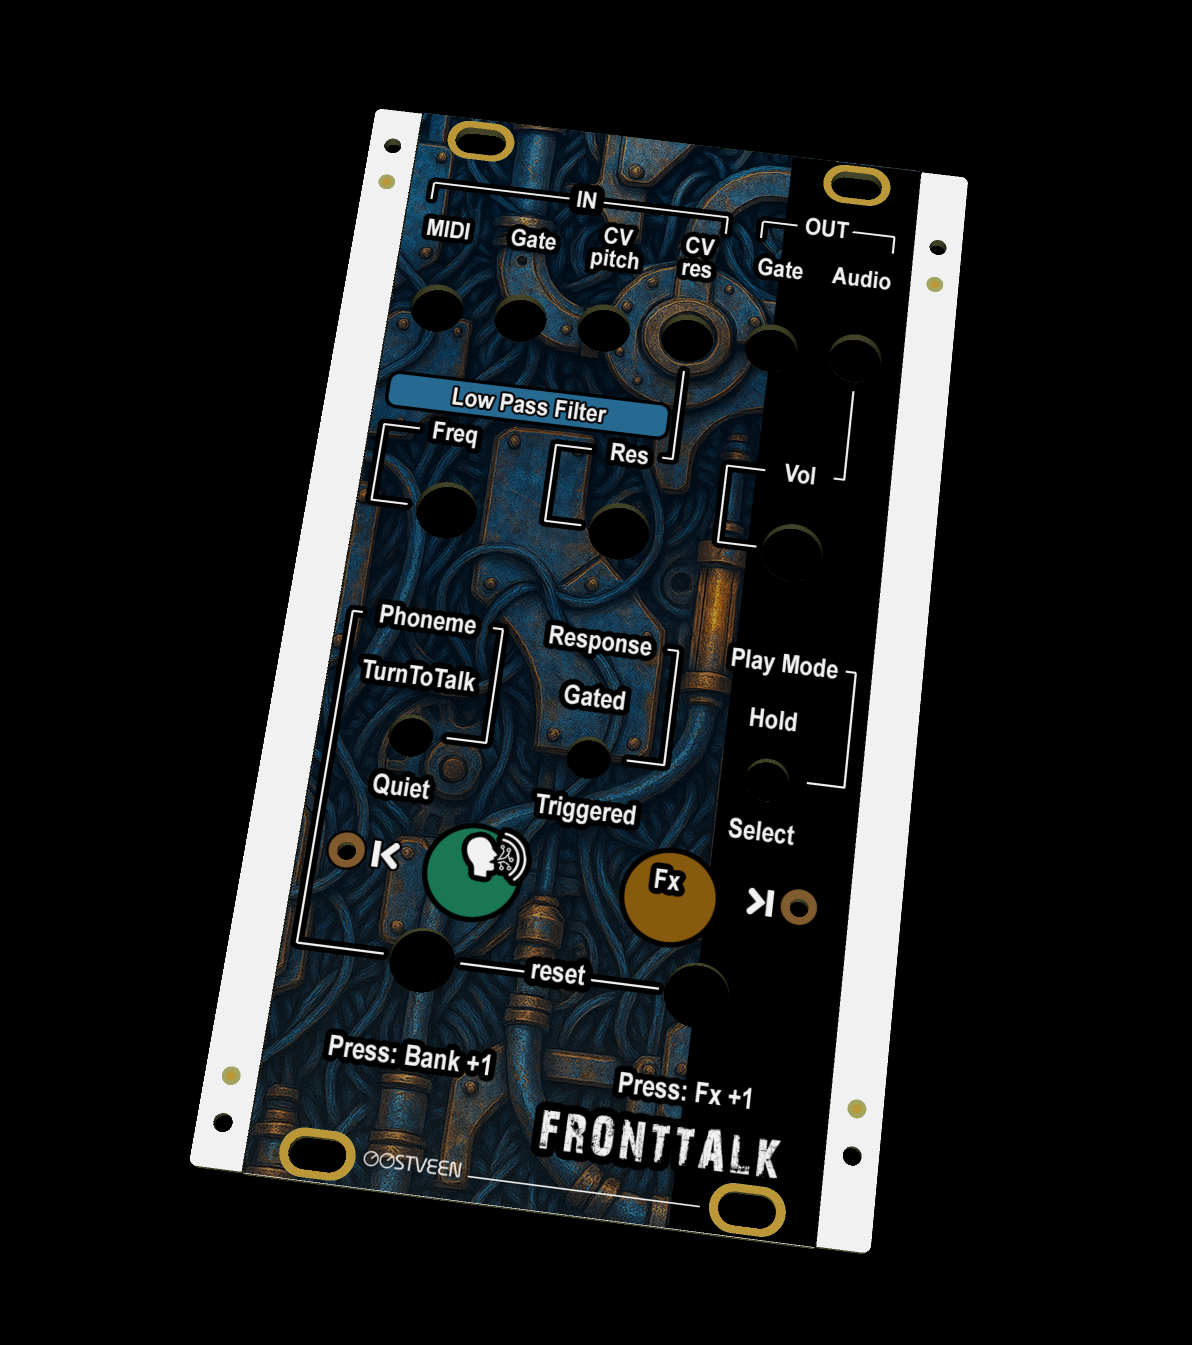 IN
OUT
MIDI
Gate
CV
pitch
CV
res
Gate
Audio
Low Pass Filter
Freq
Res
Vol
Phoneme
TurnToTalk
Quiet
Response
Gated
Triggered
Play Mode
Hold
Select
Fx
reset
Press: Bank +1
Press: Fx +1
FRONTTALK
OOSTVEEN